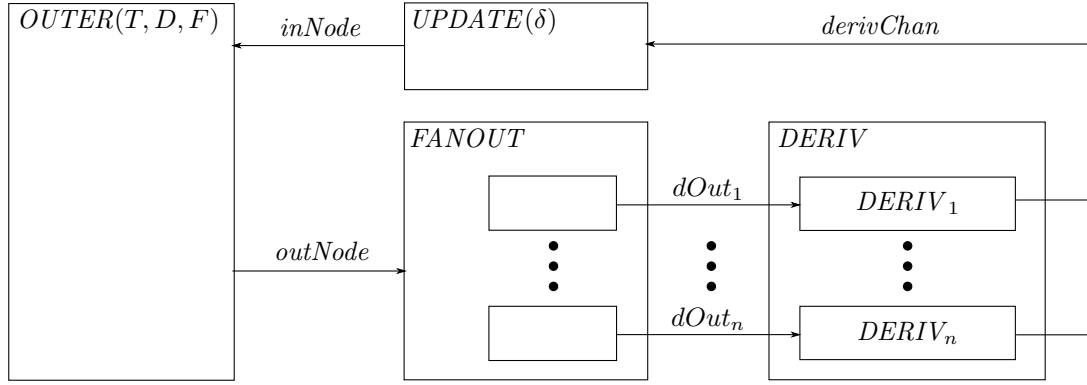 OUTER(T, D, F)
inNode
UPDATE(δ)
derivChan
FANOUT
DERIV
dOut₁
DERIV₁
outNode
dOutₙ
DERIVₙ